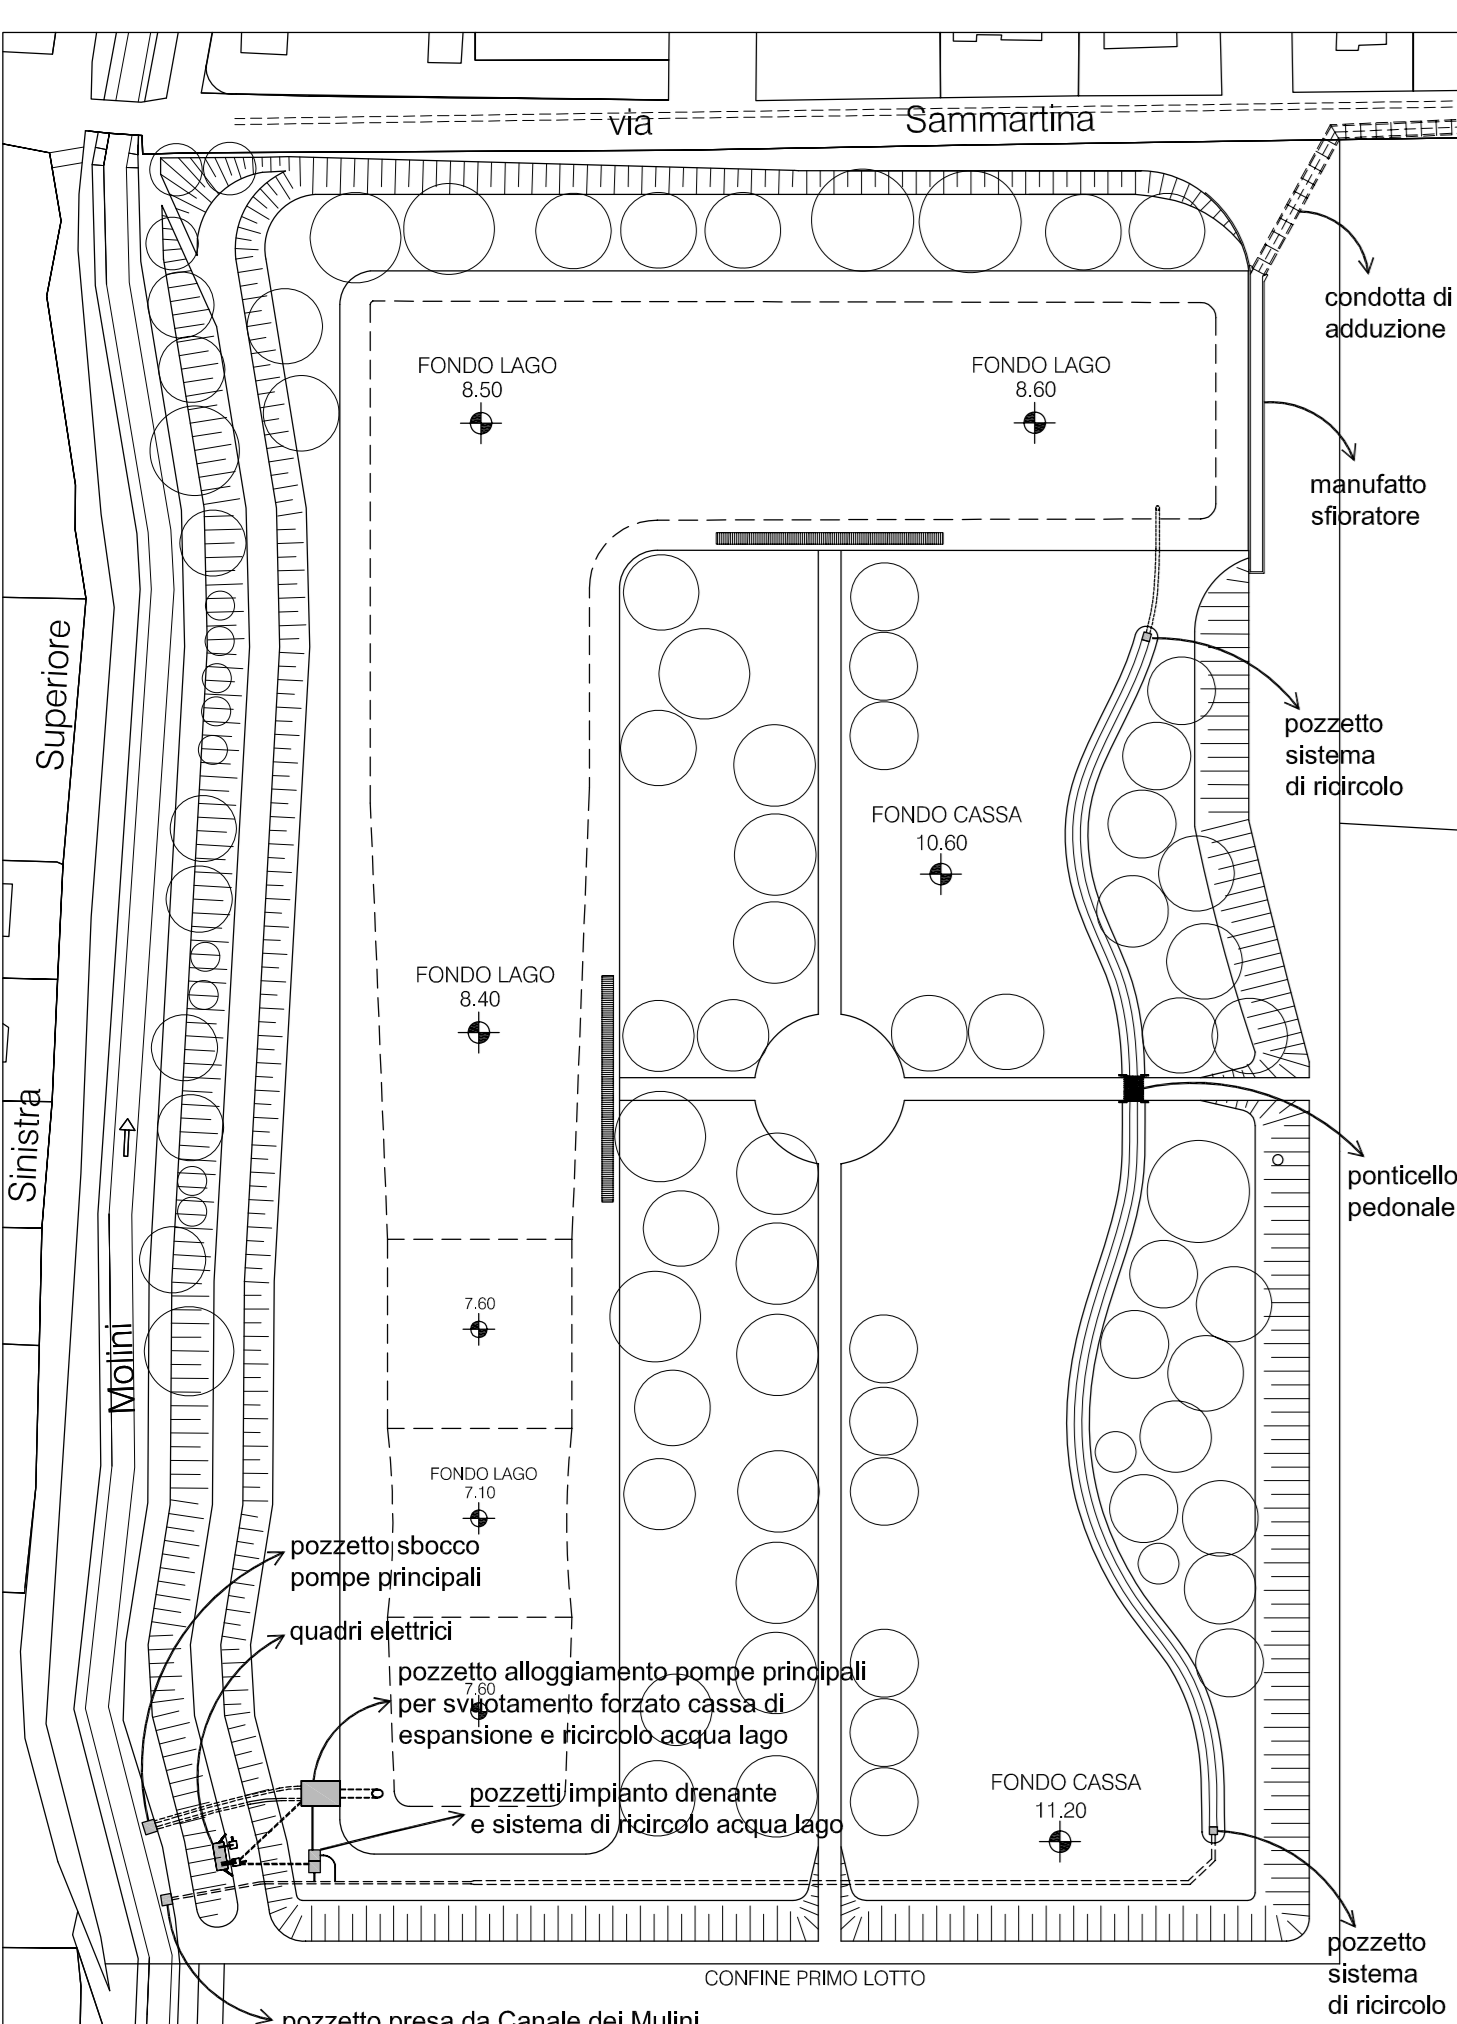 via
Sammartina
condotta di
adduzione
FONDO LAGO
8.50
FONDO LAGO
8.60
manufatto
sfioratore
Superiore
pozzetto
sistema
di ricircolo
FONDO CASSA
10.60
FONDO LAGO
8.40
Sinistra
ponticello
pedonale
7.60
Molini
FONDO LAGO
7.10
pozzetto sbocco
pompe principali
quadri elettrici
pozzetto alloggiamento pompe principali
per svuotamento forzato cassa di
espansione e ricircolo acqua lago
7.60
pozzetti impianto drenante
e sistema di ricircolo acqua lago
FONDO CASSA
11.20
pozzetto
sistema
di ricircolo
CONFINE PRIMO LOTTO
pozzetto presa da Canale dei Mulini